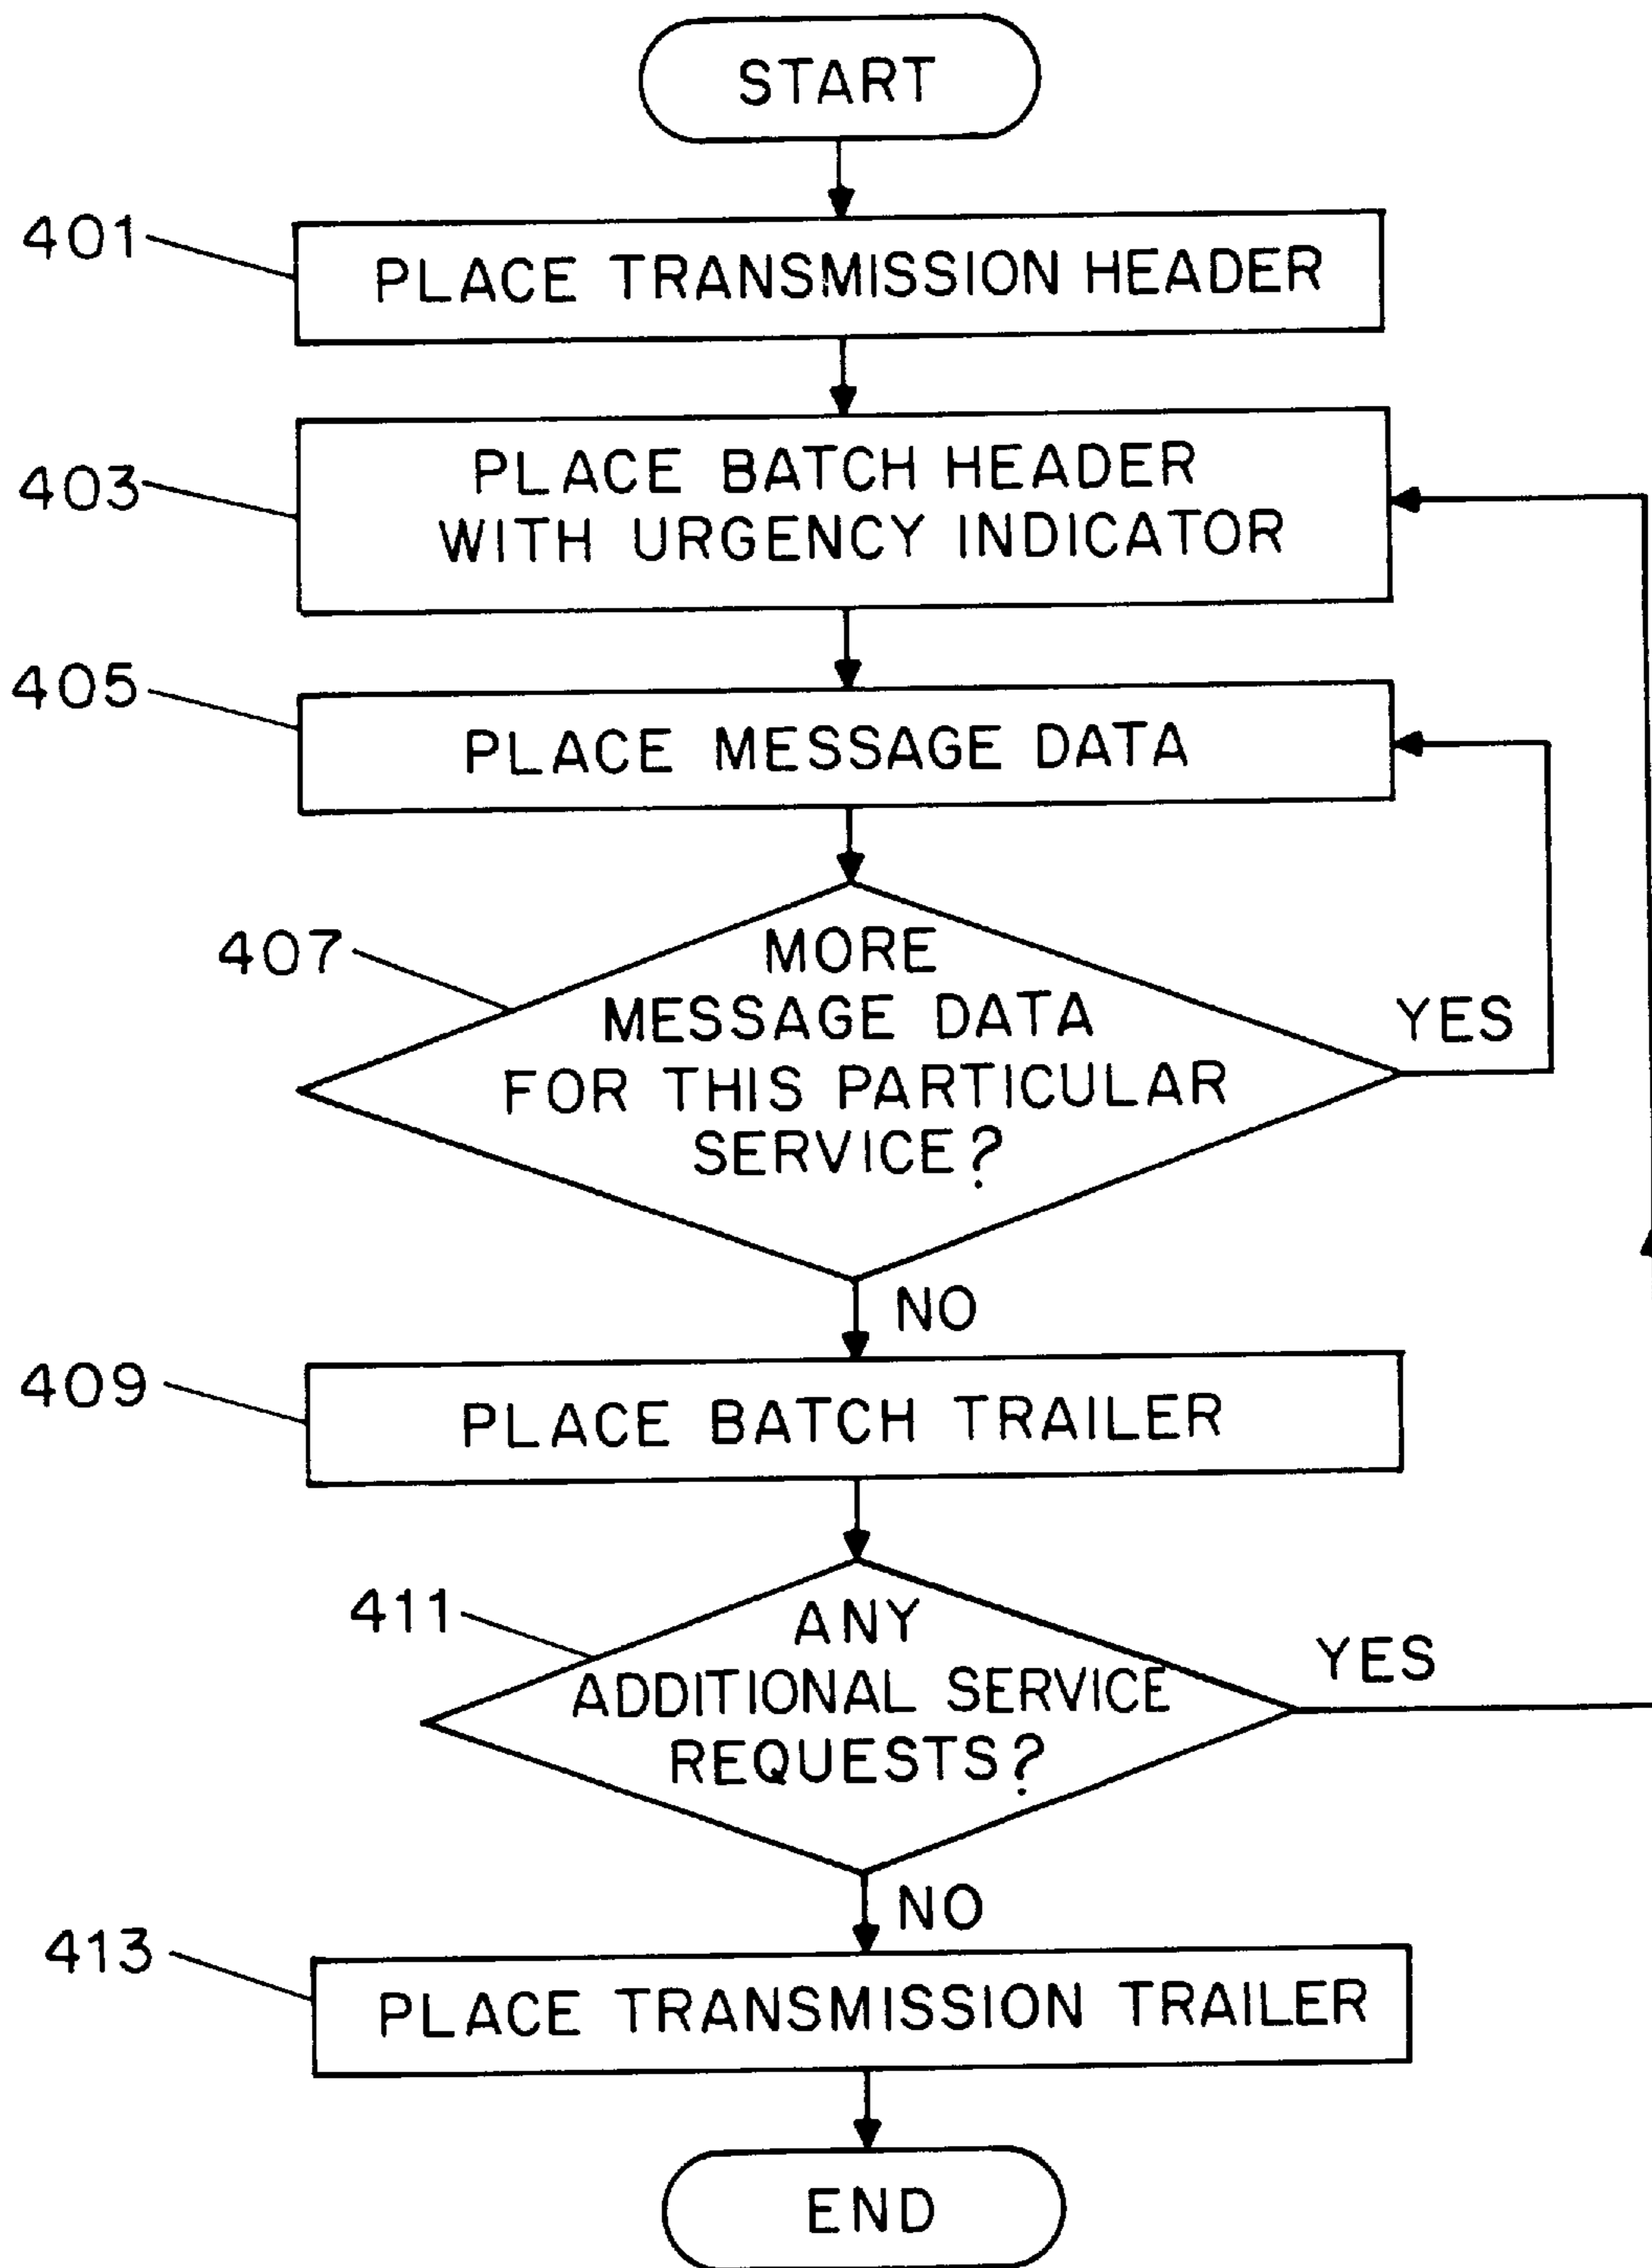 START
401
PLACE TRANSMISSION HEADER
403
PLACE BATCH HEADER
WITH URGENCY INDICATOR
405
PLACE MESSAGE DATA
407
MORE
MESSAGE DATA
FOR THIS PARTICULAR
SERVICE?
YES
NO
409
PLACE BATCH TRAILER
411
ANY
ADDITIONAL SERVICE
REQUESTS?
YES
NO
413
PLACE TRANSMISSION TRAILER
END